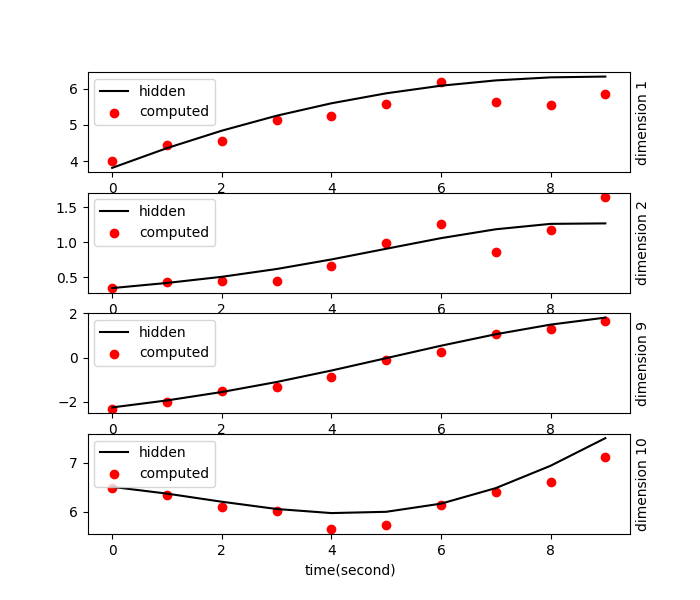 hidden
computed
6
5
4
0 2 4 6 8
dimension 1
hidden
computed
1.5
1.0
0.5
0 2 4 6 8
dimension 2
hidden
computed
2
0
−2
0 2 4 6 8
dimension 9
hidden
computed
7
6
0 2 4 6 8
dimension 10
time(second)